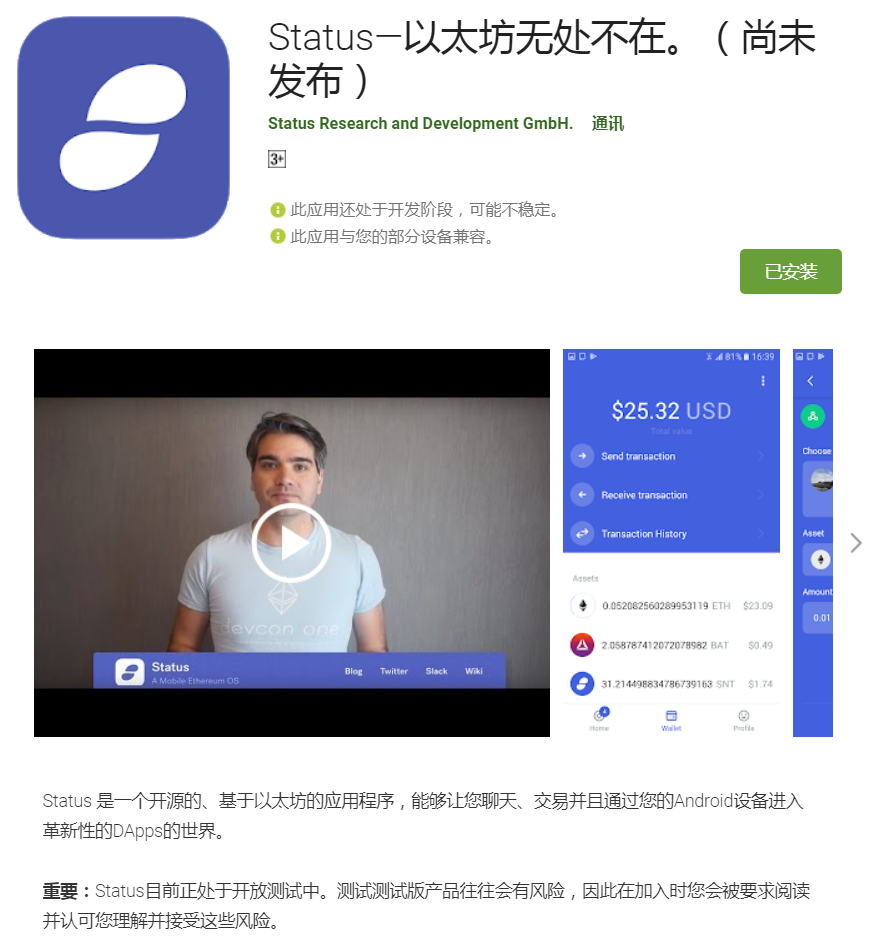 Status—以太坊无处不在。（尚未
发布）
Status Research and Development GmbH. 通讯
3+
此应用还处于开发阶段，可能不稳定。
此应用与您的部分设备兼容。
已安装
devcon one
Status
A Mobile Ethereum OS
Blog Twitter Slack Wiki
81% 16:39
$25.32 USD
Total value
Send transaction
Receive transaction
Transaction History
Assets
0.052082560289953119 ETH $23.09
2.058787412072078982 BAT $0.49
31.214498834786739163 SNT $1.74
4
Home Wallet Profile
Choose
Asset
Amount
0.01
Status 是一个开源的、基于以太坊的应用程序，能够让您聊天、交易并且通过您的Android设备进入
革新性的DApps的世界。
重要：Status目前正处于开放测试中。测试测试版产品往往会有风险，因此在加入时您会被要求阅读
并认可您理解并接受这些风险。